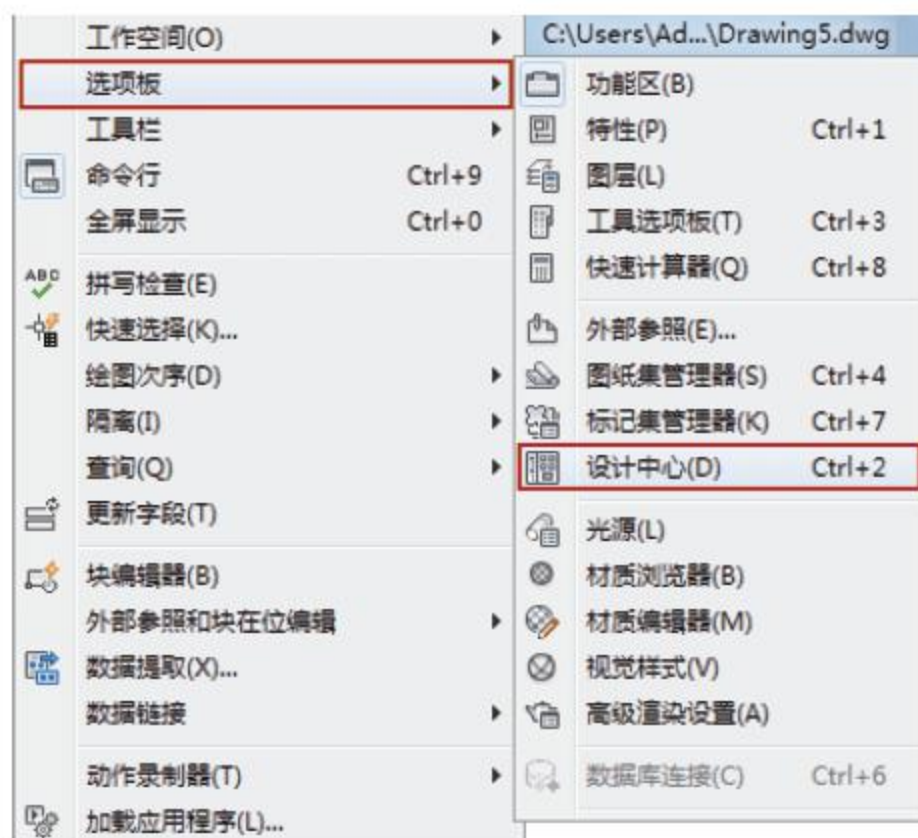 工作空间(O)
选项板
工具栏
命令行 Ctrl+9
全屏显示 Ctrl+0
ABC
拼写检查(E)
快速选择(K)...
绘图次序(D)
隔离(I)
查询(Q)
更新字段(T)
块编辑器(B)
外部参照和块在位编辑
数据提取(X)...
数据链接
动作录制器(T)
加载应用程序(L)...
C:\Users\Ad...\Drawing5.dwg
功能区(B)
特性(P) Ctrl+1
图层(L)
工具选项板(T) Ctrl+3
快速计算器(Q) Ctrl+8
外部参照(E)...
图纸集管理器(S) Ctrl+4
标记集管理器(K) Ctrl+7
设计中心(D) Ctrl+2
光源(L)
材质浏览器(B)
材质编辑器(M)
视觉样式(V)
高级渲染设置(A)
数据库连接(C) Ctrl+6